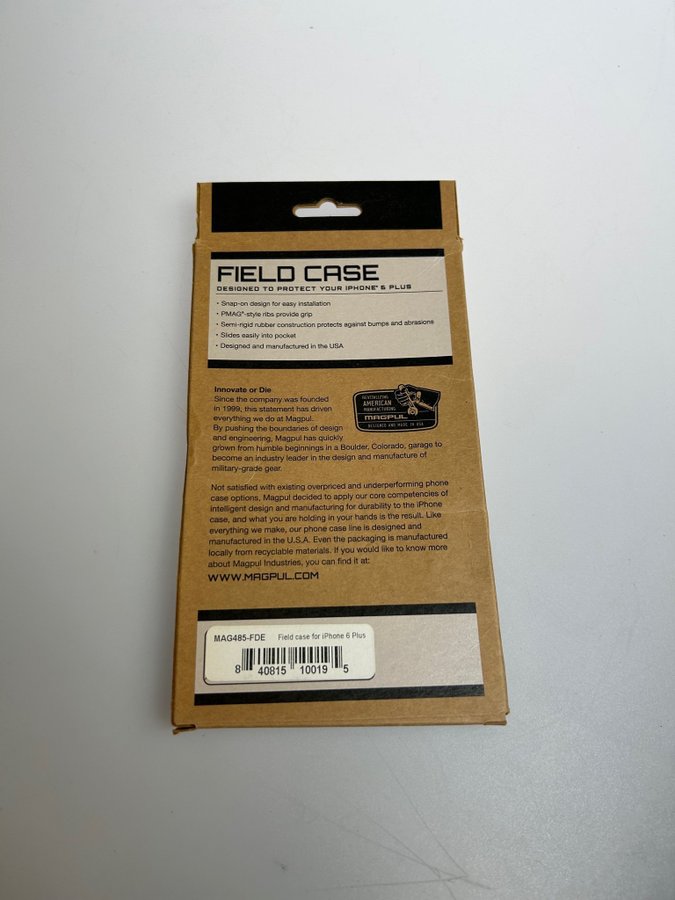 FIELD CASE
DESIGNED TO PROTECT YOUR IPHONE® 6 PLUS
• Snap-on design for easy installation
• PMAG®-style ribs provide grip
• Semi-rigid rubber construction protects against bumps and abrasions
• Slides easily into pocket
• Designed and manufactured in the USA
Innovate or Die
Since the company was founded
in 1999, this statement has driven
everything we do at Magpul.
By pushing the boundaries of design
and engineering, Magpul has quickly
grown from humble beginnings in a Boulder, Colorado, garage to
become an industry leader in the design and manufacture of
military-grade gear.
REVITALIZING
AMERICAN
MANUFACTURING
MAGPUL
DESIGNED AND MADE IN USA
Not satisfied with existing overpriced and underperforming phone
case options, Magpul decided to apply our core competencies of
intelligent design and manufacturing for durability to the iPhone
case, and what you are holding in your hands is the result. Like
everything we make, our phone case line is designed and
manufactured in the U.S.A. Even the packaging is manufactured
locally from recyclable materials. If you would like to know more
about Magpul Industries, you can find it at:
WWW.MAGPUL.COM
MAG485-FDE Field case for iPhone 6 Plus
8 40815 10019 5